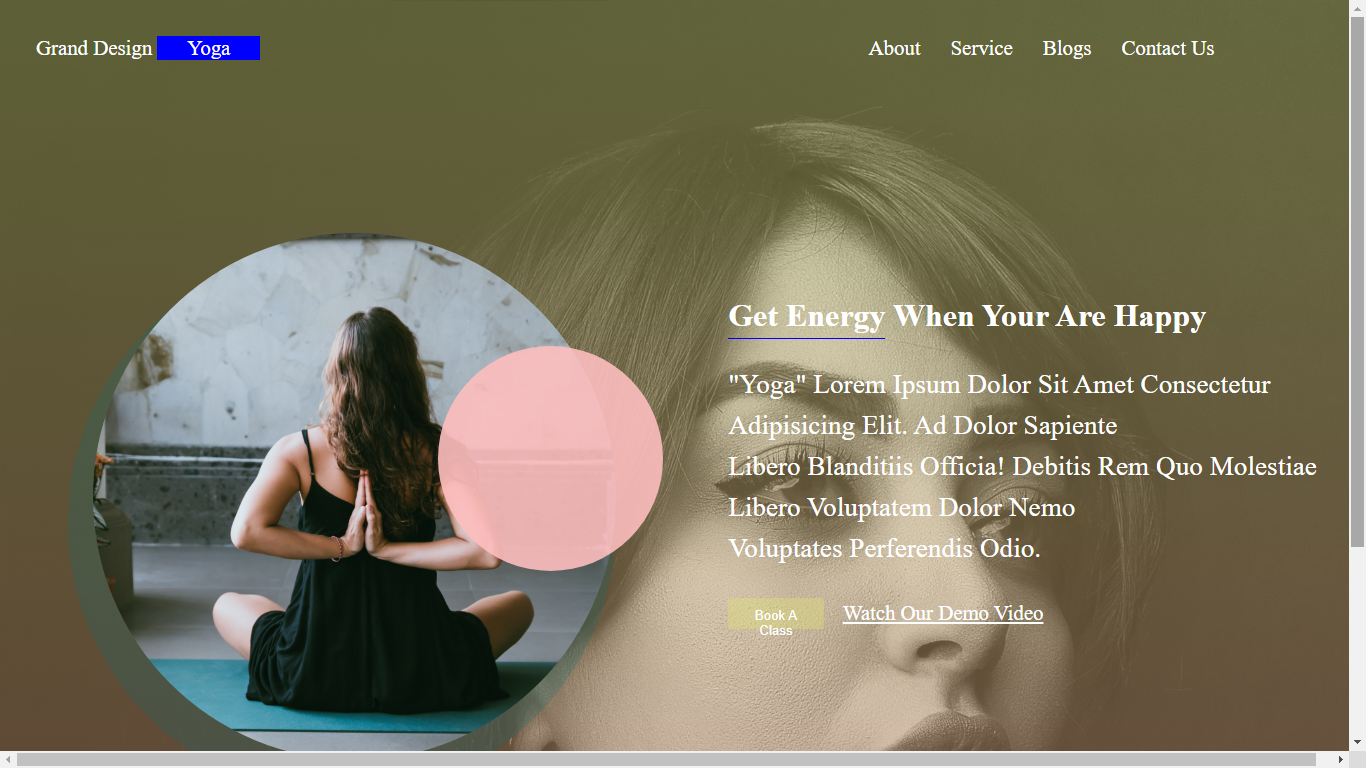 Grand Design Yoga
About Service Blogs Contact Us
Get Energy When Your Are Happy
"Yoga" Lorem Ipsum Dolor Sit Amet Consectetur
Adipisicing Elit. Ad Dolor Sapiente
Libero Blanditiis Officia! Debitis Rem Quo Molestiae
Libero Voluptatem Dolor Nemo
Voluptates Perferendis Odio.
Book A
Class
Watch Our Demo Video